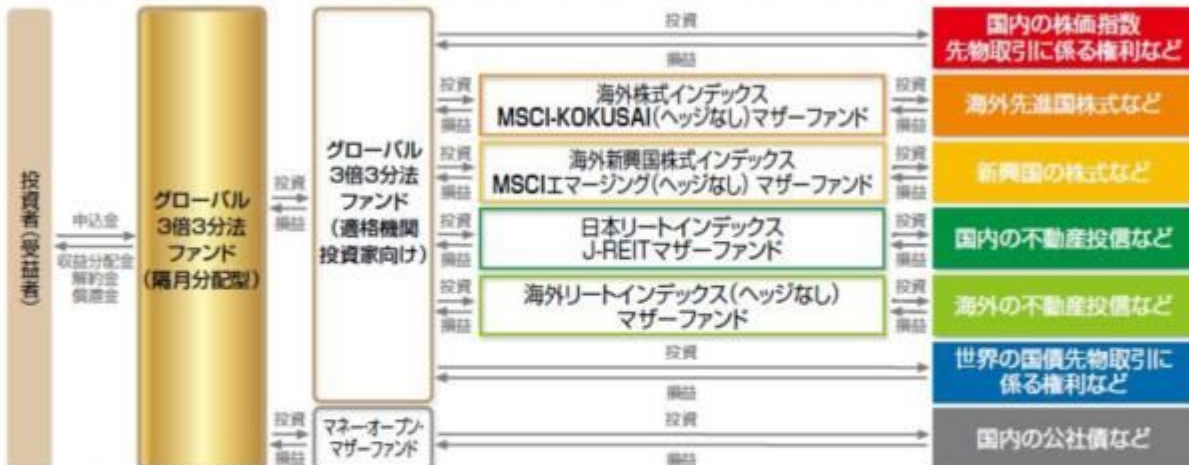 投資者(受益者)
申込金
収益分配金
解約金
償還金
グローバル
3倍3分法
ファンド
(隔月分配型)
投資
損益
グローバル
3倍3分法
ファンド
(適格機関
投資家向け)
投資
損益
国内の株価指数
先物取引に係る権利など
投資
損益
海外株式インデックス
MSCI-KOKUSAI(ヘッジなし)マザーファンド
投資
損益
海外先進国株式など
投資
損益
海外新興国株式インデックス
MSCIエマージング(ヘッジなし) マザーファンド
投資
損益
新興国の株式など
投資
損益
日本リートインデックス
J-REITマザーファンド
投資
損益
国内の不動産投信など
投資
損益
海外リートインデックス(ヘッジなし)
マザーファンド
投資
損益
海外の不動産投信など
投資
損益
世界の国債先物取引に
係る権利など
投資
損益
マネー・オープン・
マザーファンド
投資
損益
国内の公社債など